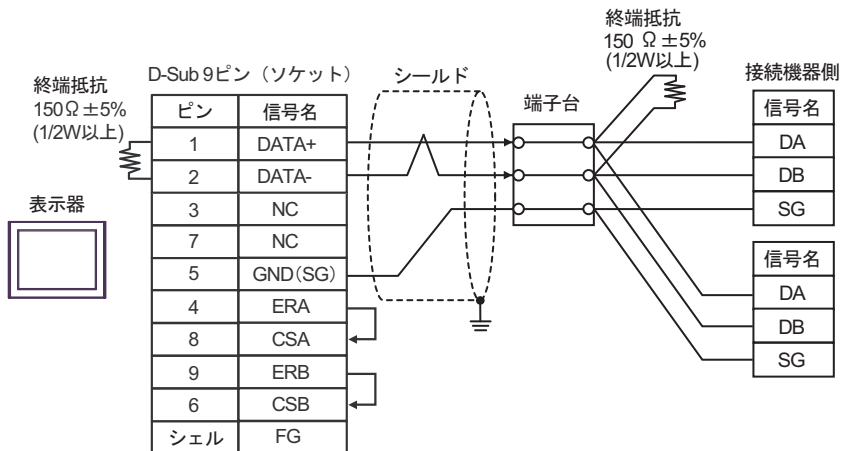 終端抵抗
150 Ω ±5%
(1/2W以上)
D-Sub 9ピン（ソケット）
シールド
接続機器側
終端抵抗
150Ω±5%
(1/2W以上)
端子台
ピン 信号名
1 DATA+
2 DATA-
3 NC
7 NC
5 GND(SG)
4 ERA
8 CSA
9 ERB
6 CSB
シェル FG
表示器
信号名
DA
DB
SG
信号名
DA
DB
SG